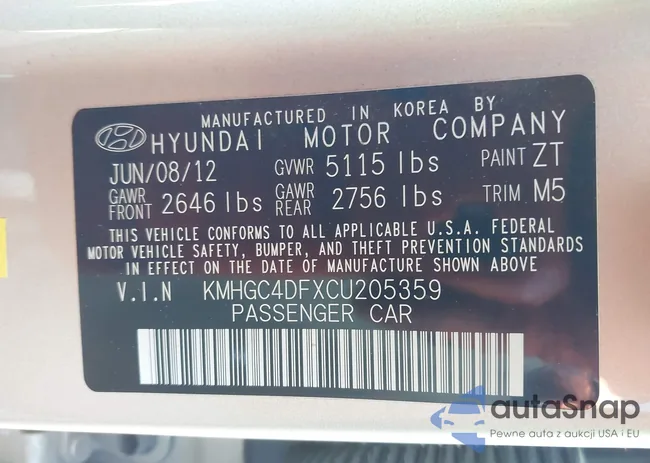 MANUFACTURED IN KOREA BY
HYUNDAI MOTOR COMPANY
JUN/08/12 GVWR 5115 lbs PAINT ZT
GAWR FRONT 2646 lbs GAWR REAR 2756 lbs TRIM M5
THIS VEHICLE CONFORMS TO ALL APPLICABLE U.S.A. FEDERAL
MOTOR VEHICLE SAFETY, BUMPER, AND THEFT PREVENTION STANDARDS
IN EFFECT ON THE DATE OF MANUFACTURE SHOWN ABOVE
V.I.N KMHGC4DFXCU205359
PASSENGER CAR
autaSnap
Pewne auta z aukcji USA i EU